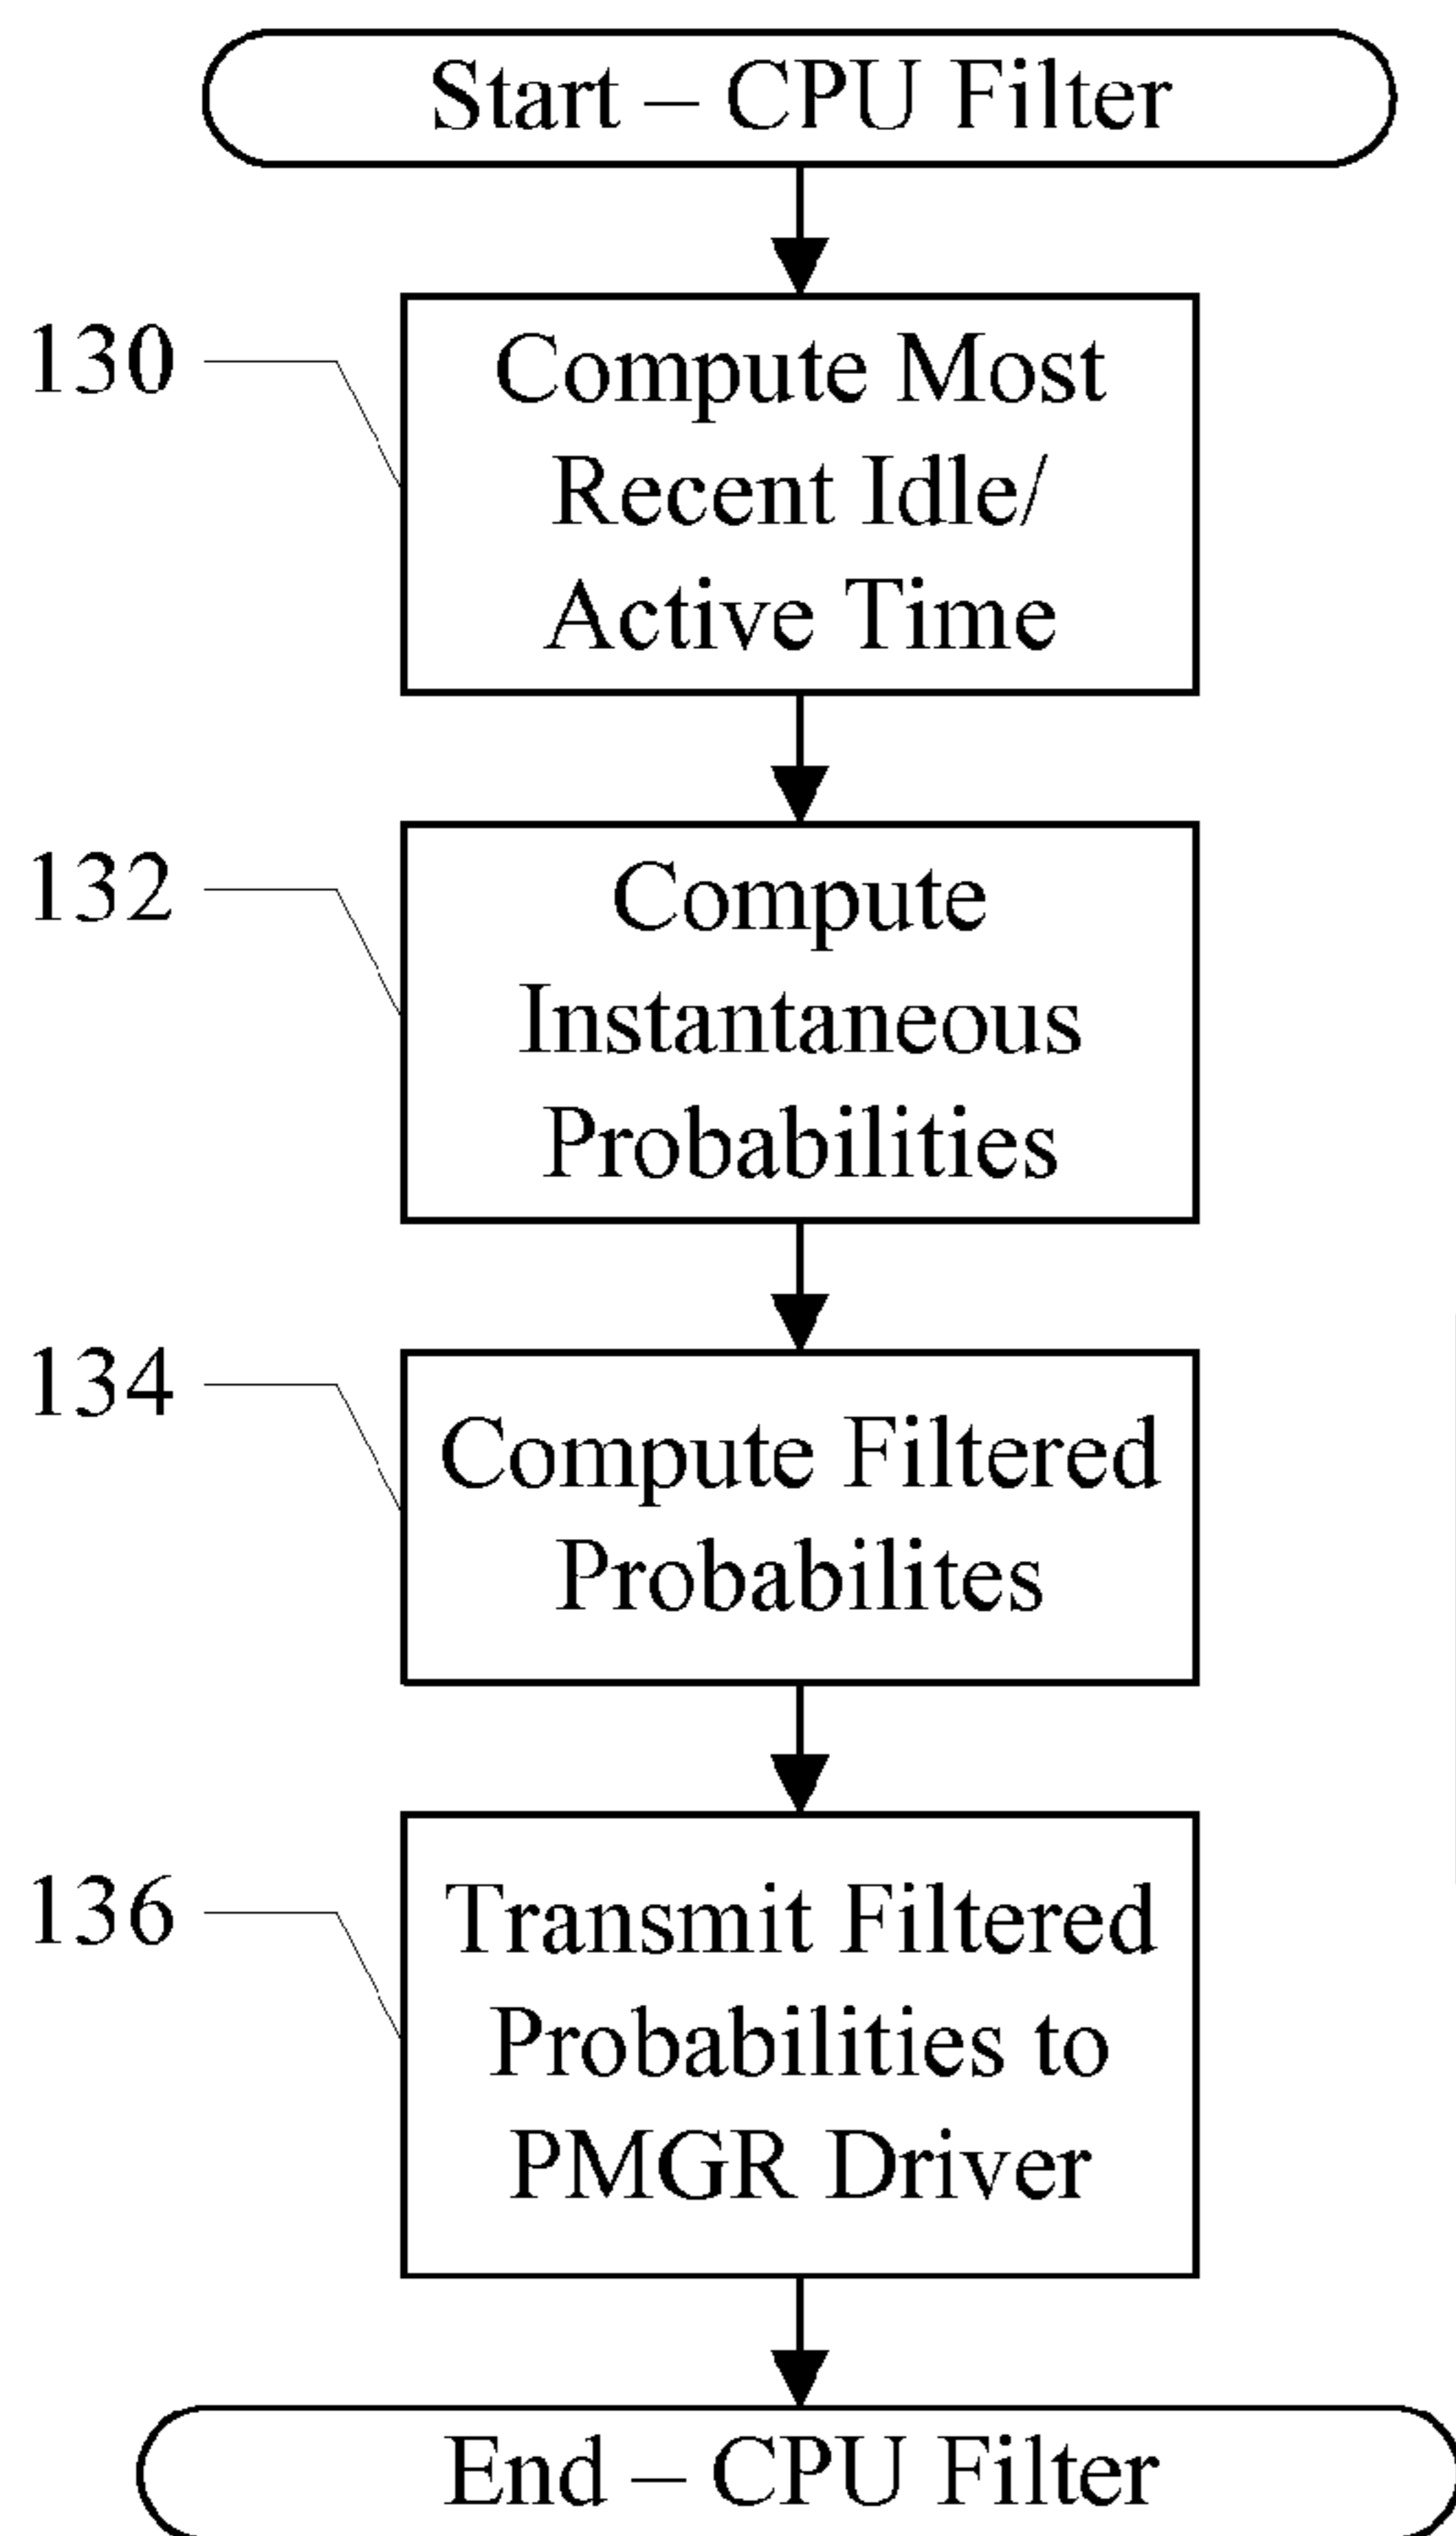 Start – CPU Filter
130
Compute Most
Recent Idle/
Active Time
132
Compute
Instantaneous
Probabilities
134
Compute Filtered
Probabilites
136
Transmit Filtered
Probabilities to
PMGR Driver
End – CPU Filter